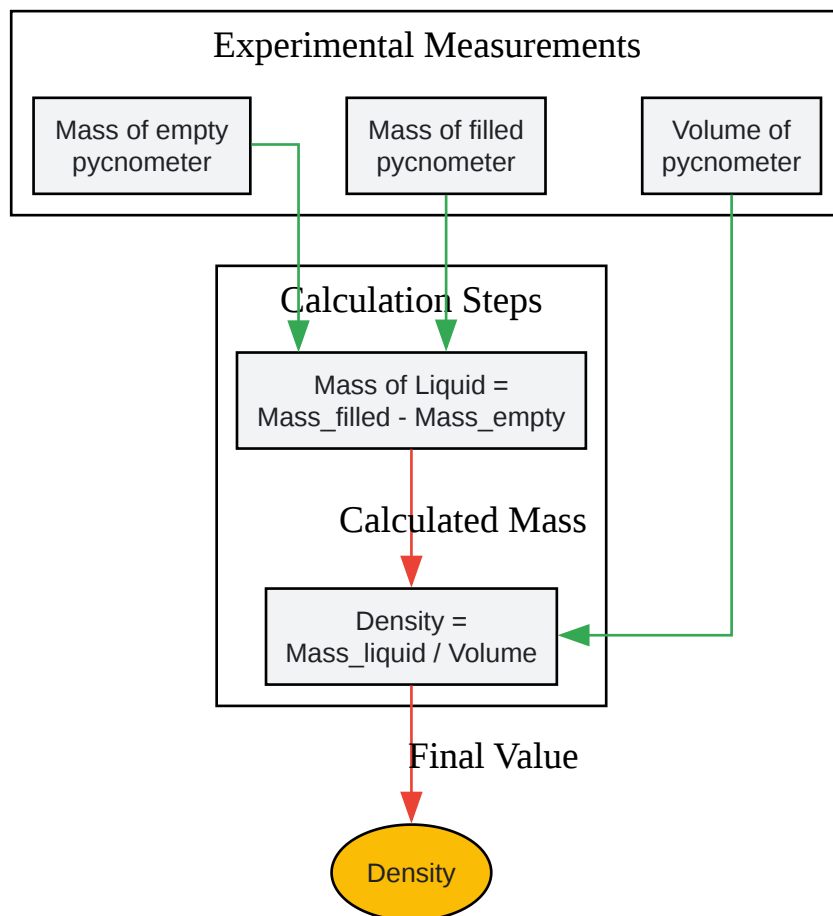 Experimental Measurements
Mass of empty
pycnometer
Mass of filled
pycnometer
Volume of
pycnometer
Calculation Steps
Mass of Liquid =
Mass_filled - Mass_empty
Calculated Mass
Density =
Mass_liquid / Volume
Final Value
Density